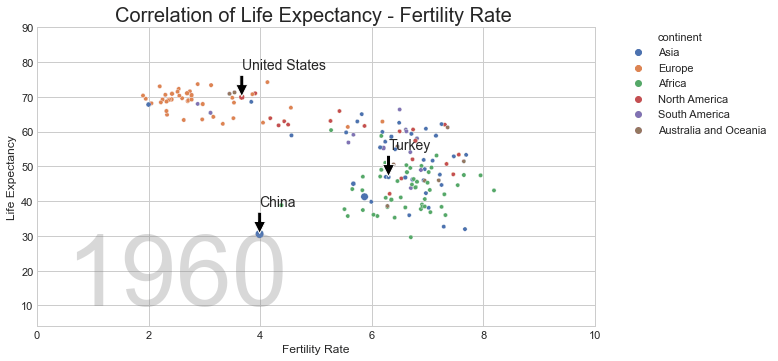 Correlation of Life Expectancy - Fertility Rate
90
80
70
60
50
40
30
20
10
Life Expectancy
United States
Turkey
China
1960
0 2 4 6 8 10
Fertility Rate
continent
Asia
Europe
Africa
North America
South America
Australia and Oceania